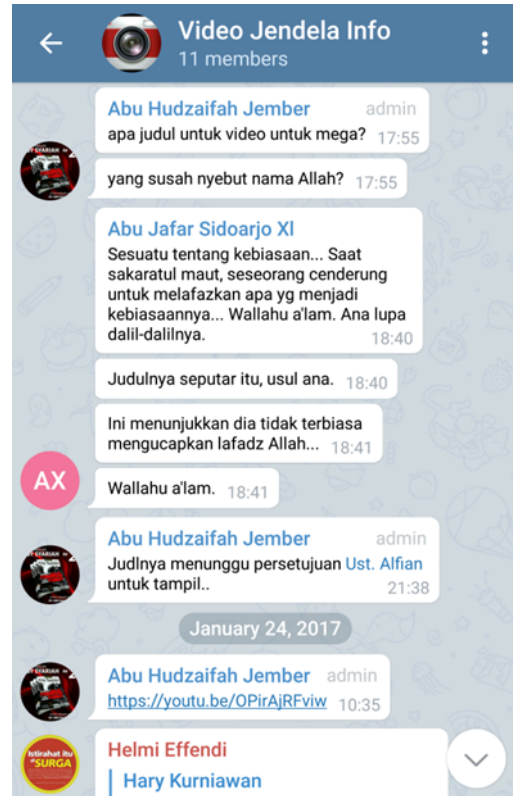 Video Jendela Info
11 members
Abu Hudzaifah Jember admin
apa judul untuk video untuk mega? 17:55
yang susah nyebut nama Allah? 17:55
Abu Jafar Sidoarjo Xl
Sesuatu tentang kebiasaan... Saat
sakaratul maut, seseorang cenderung
untuk melafazkan apa yg menjadi
kebiasaannya... Wallahu a'lam. Ana lupa
dalil-dalilnya. 18:40
Judulnya seputar itu, usul ana. 18:40
Ini menunjukkan dia tidak terbiasa
mengucapkan lafadz Allah... 18:41
AX
Wallahu a'lam. 18:41
Abu Hudzaifah Jember admin
Judlnya menunggu persetujuan Ust. Alfian
untuk tampil.. 21:38
January 24, 2017
Abu Hudzaifah Jember admin
https://youtu.be/OPirAjRFviw 10:35
Istirahat itu
"SURGA
Helmi Effendi
Hary Kurniawan